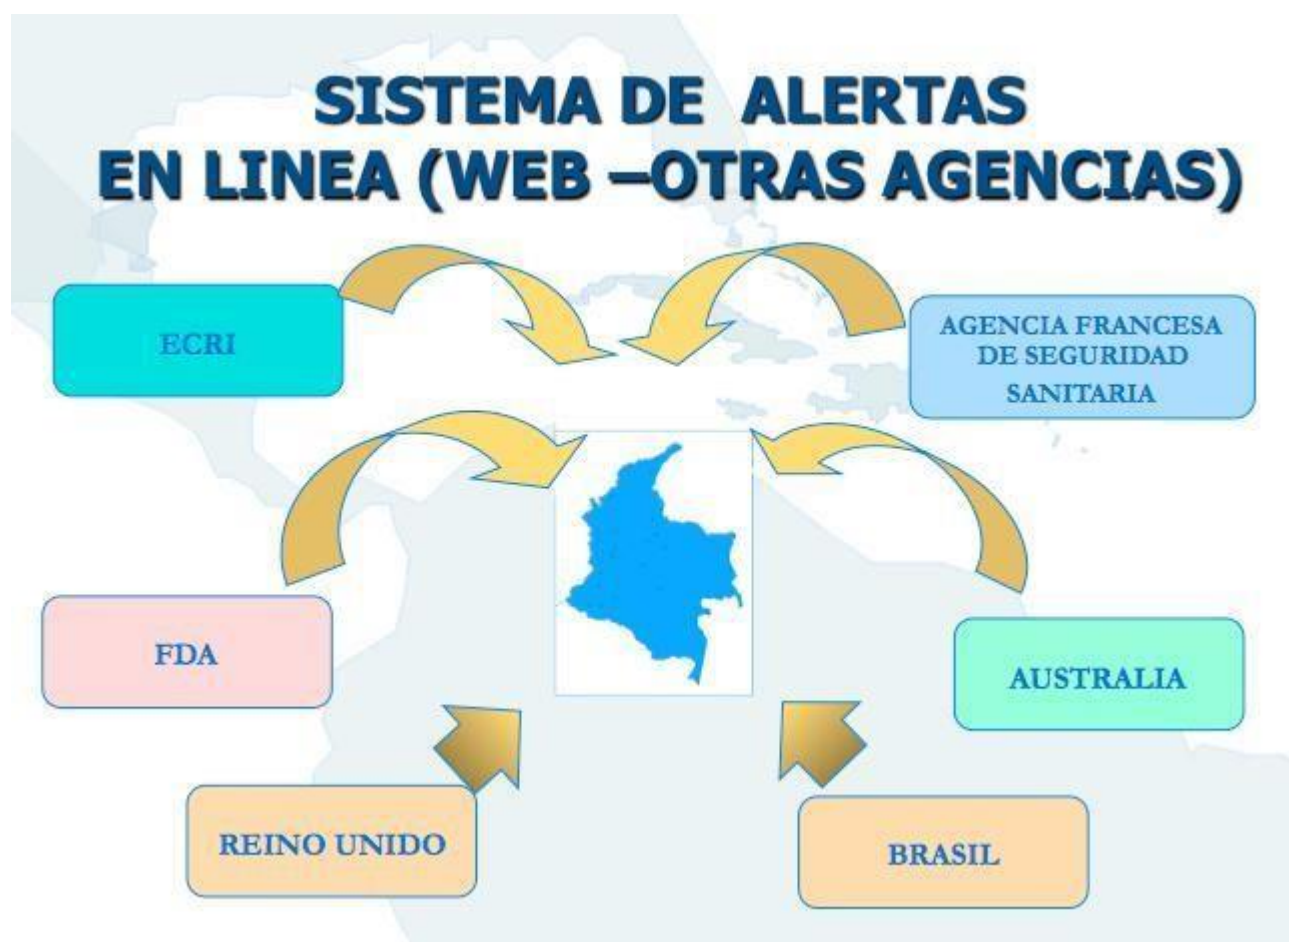 SISTEMA DE ALERTAS
EN LINEA (WEB –OTRAS AGENCIAS)
ECRI
AGENCIA FRANCESA
DE SEGURIDAD
SANITARIA
FDA
AUSTRALIA
REINO UNIDO
BRASIL